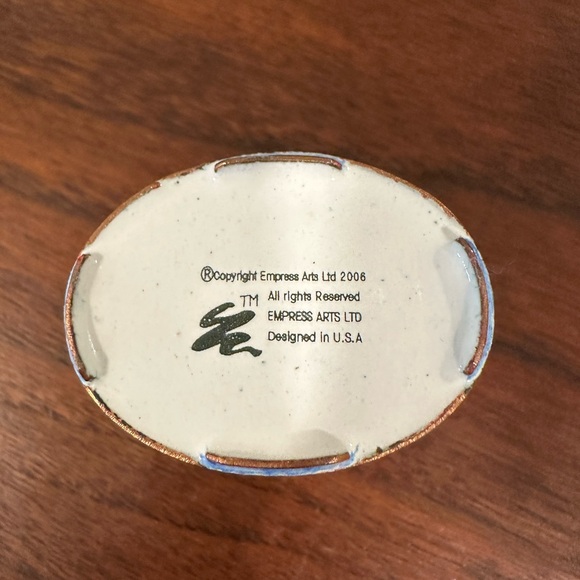 ®Copyright Empress Arts Ltd 2006
TM All rights Reserved
EMPRESS ARTS LTD
Designed in U.S.A